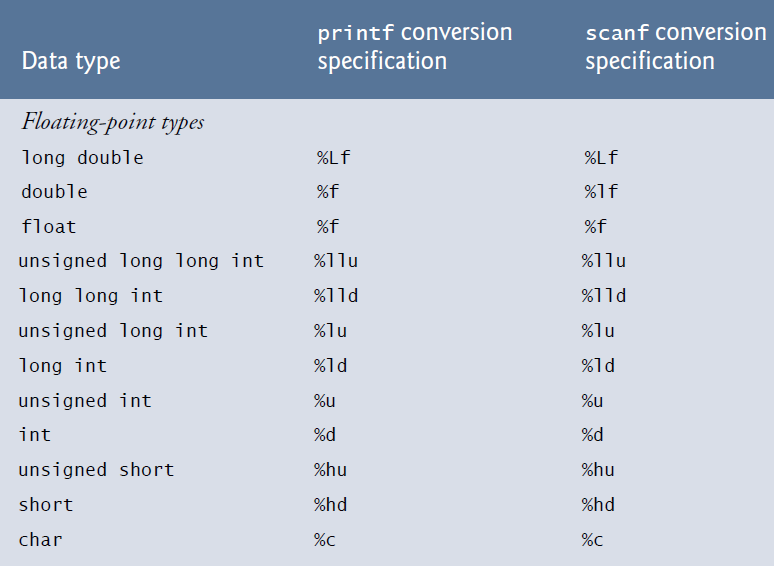 Data type printf conversion specification scanf conversion specification
Floating-point types
long double %Lf %Lf
double %f %lf
float %f %f
unsigned long long int %llu %llu
long long int %lld %lld
unsigned long int %lu %lu
long int %ld %ld
unsigned int %u %u
int %d %d
unsigned short %hu %hu
short %hd %hd
char %c %c